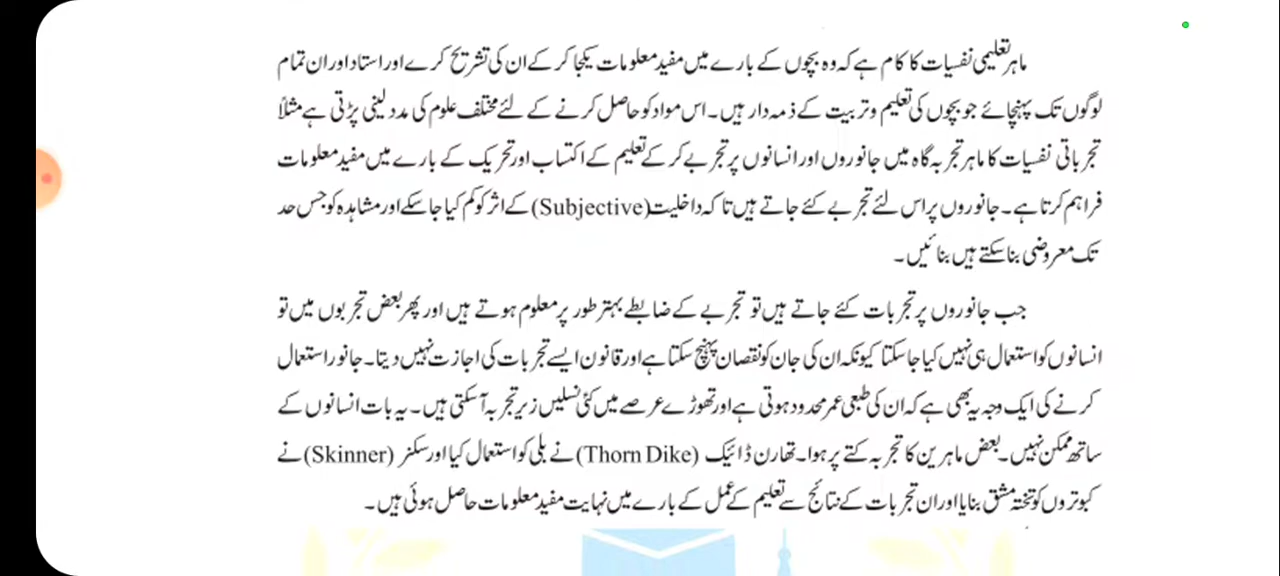 ماہر تعلیمی نفسیات کا کام ہے کہ وہ بچوں کے بارے میں مفید معلومات یکجا کر کے ان کی تشریح کرے اور استاد اور ان تمام
لوگوں تک پہنچائے جو بچوں کی تعلیم و تربیت کے ذمہ دار ہیں۔ اس مواد کو حاصل کرنے کے لئے مختلف علوم کی مدد لینی پڑتی ہے مثلاً
تجرباتی نفسیات کا ماہر تجربہ گاہ میں جانوروں اور انسانوں پر تجربے کر کے تعلیم کے اکتساب اور تحریک کے بارے میں مفید معلومات
فراہم کرتا ہے۔ جانوروں پر اس لئے تجربے کئے جاتے ہیں تا کہ داخلیت (Subjective) کے اثر کو کم کیا جا سکے اور مشاہدہ کو جس حد
تک معروضی بنا سکتے ہیں بنائیں۔
جب جانوروں پر تجربات کئے جاتے ہیں تو تجربے کے ضابطے بہتر طور پر معلوم ہوتے ہیں اور پھر بعض تجربوں میں تو
انسانوں کو استعمال ہی نہیں کیا جا سکتا کیونکہ ان کی جان کو نقصان پہنچ سکتا ہے اور قانون ایسے تجربات کی اجازت نہیں دیتا۔ جانور استعمال
کرنے کی ایک وجہ یہ بھی ہے کہ ان کی طبعی عمر محدود ہوتی ہے اور تھوڑے عرصے میں کئی نسلیں زیر تجربہ آ سکتی ہیں۔ یہ بات انسانوں کے
ساتھ ممکن نہیں۔ بعض ماہرین کا تجربہ کتے پر ہوا۔ تھارن ڈائیک (Thorn Dike) نے بلی کو استعمال کیا اور سکنر (Skinner) نے
کبوتروں کو تختہ مشق بنایا اور ان تجربات کے نتائج سے تعلیم کے عمل کے بارے میں نہایت مفید معلومات حاصل ہوئی ہیں۔